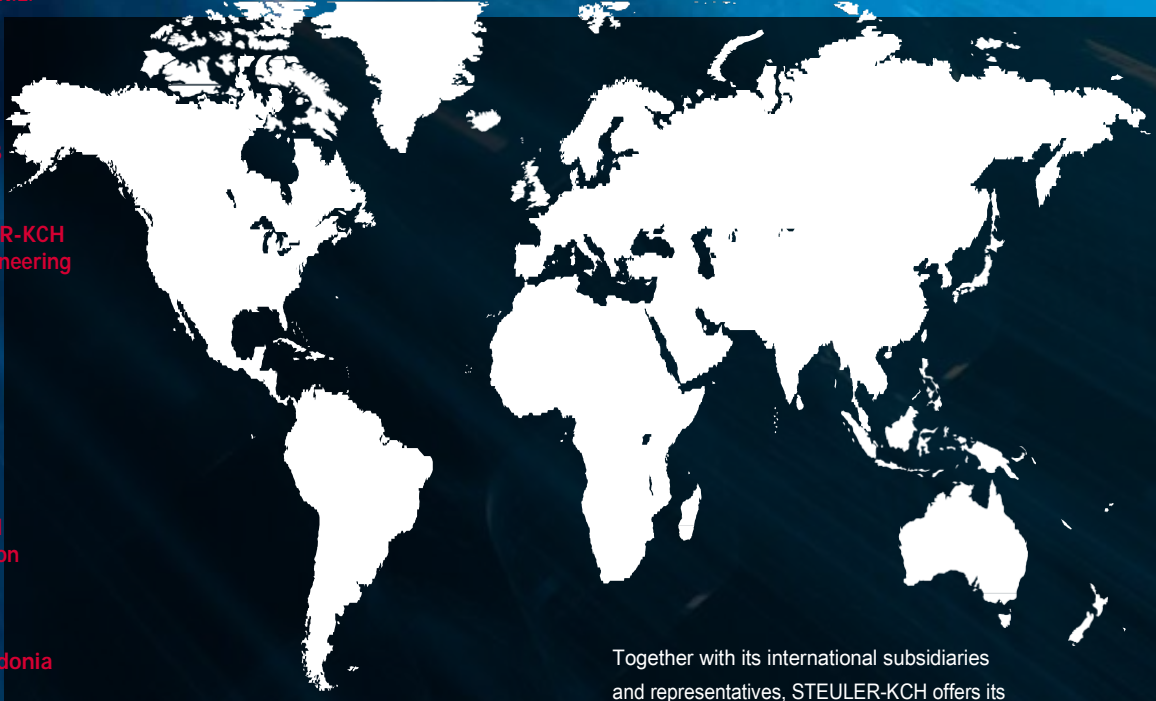 R-KCH
neering
on
donia
Together with its international subsidiaries
and representatives, STEULER-KCH offers its